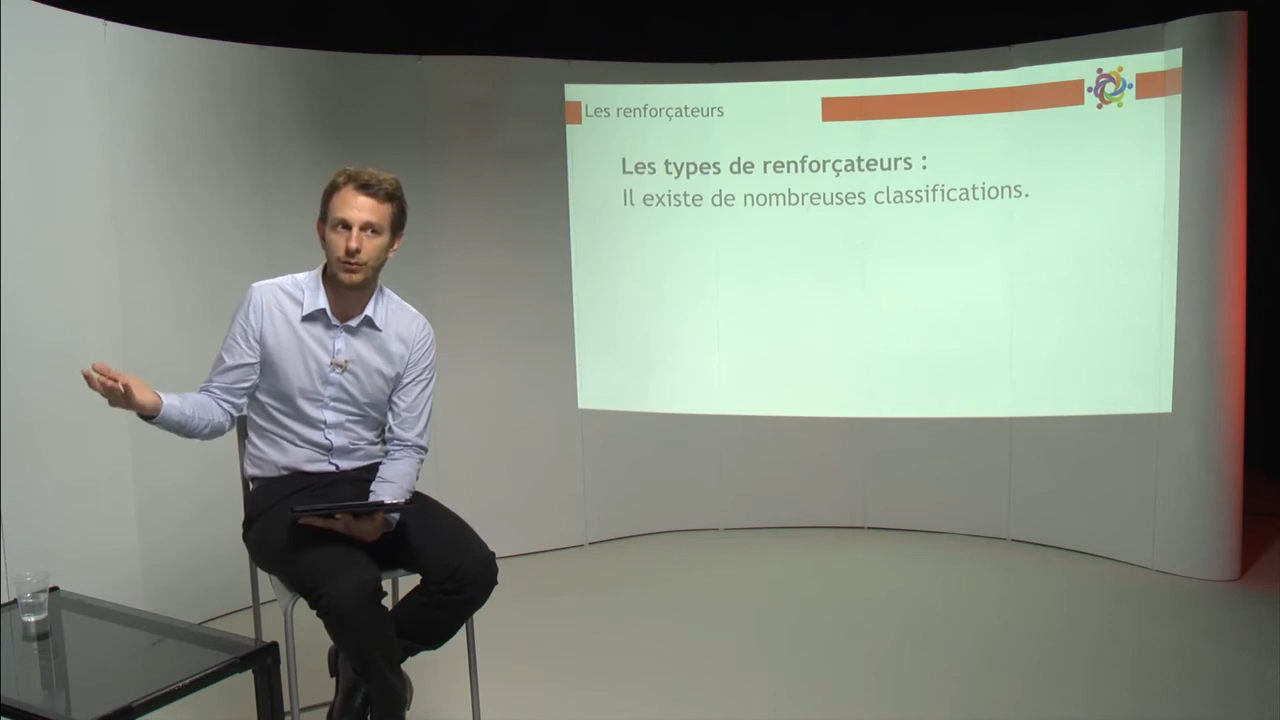 Les renforçateurs
Les types de renforçateurs :
Il existe de nombreuses classifications.